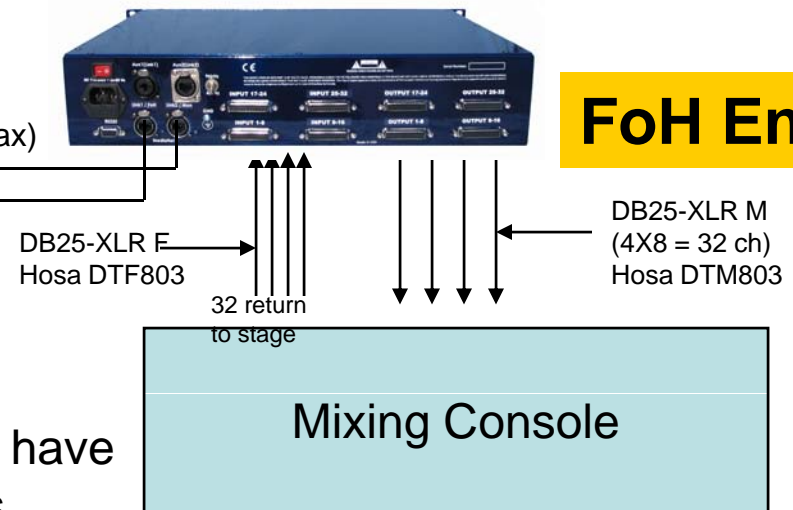 INPUT 17-24
INPUT 25-32
OUTPUT 17-24
OUTPUT 25-32
INPUT 1-8
INPUT 9-16
OUTPUT 1-8
OUTPUT 9-16
FoH En
ax)
DB25-XLR F
Hosa DTF803
DB25-XLR M
(4X8 = 32 ch)
Hosa DTM803
32 return
to stage
Mixing Console
have